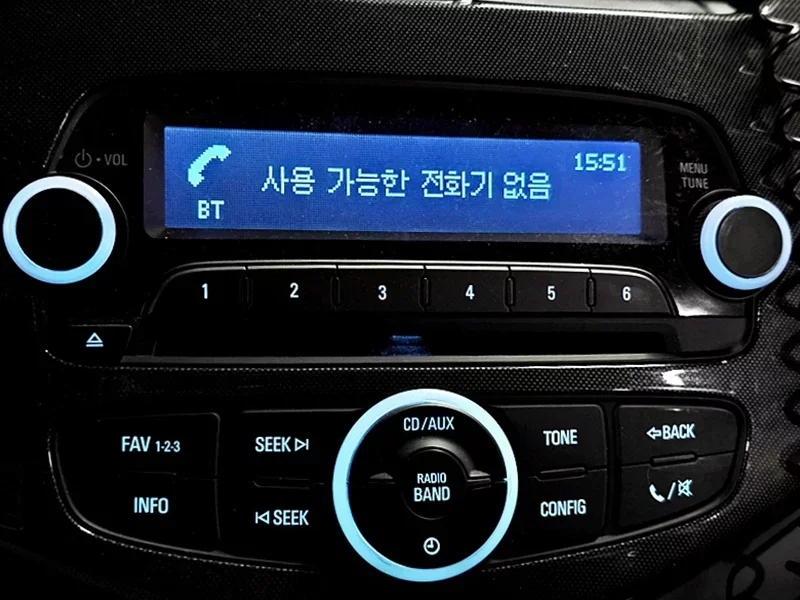 VOL
사용 가능한 전화기 없음
15:51
BT
MENU
TUNE
1 2 3 4 5 6
CD/AUX
FAV 1-2-3
SEEK
RADIO
BAND
TONE
BACK
INFO
SEEK
CONFIG